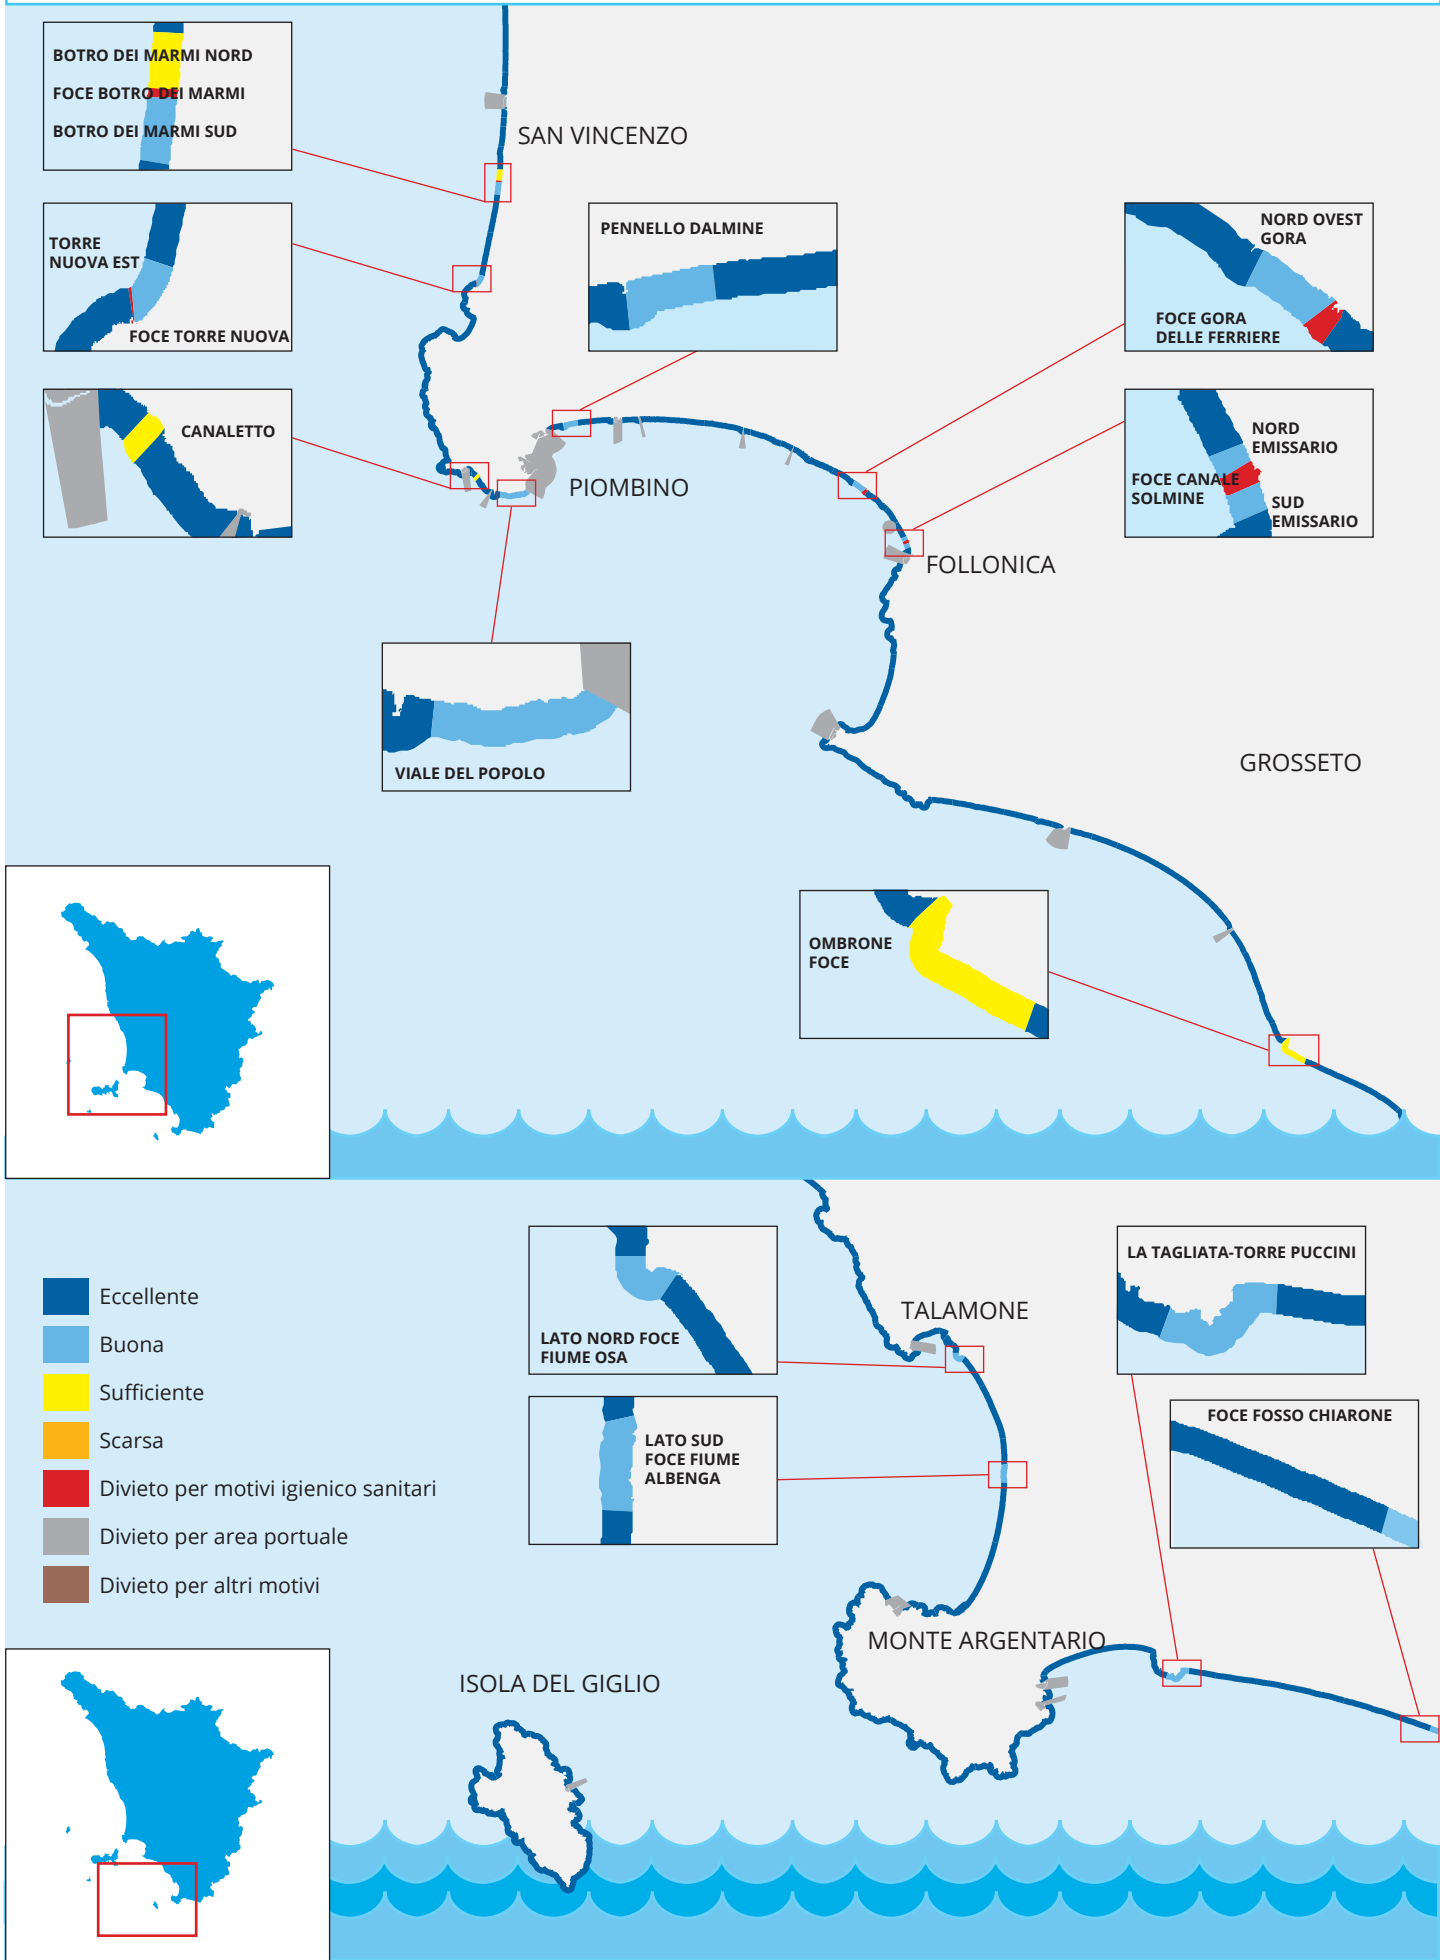 BOTRO DEI MARMI NORD
FOCE BOTRO DEI MARMI
BOTRO DEI MARMI SUD
SAN VINCENZO
TORRE
NUOVA EST
FOCE TORRE NUOVA
PENNELLO DALMINE
NORD OVEST
GORA
FOCE GORA
DELLE FERRIERE
CANALETTO
NORD
EMISSARIO
FOCE CANALE
SOLMINE
SUD
EMISSARIO
PIOMBINO
FOLLONICA
VIALE DEL POPOLO
GROSSETO
OMBRONE
FOCE
Eccellente
Buona
Sufficiente
Scarsa
Divieto per motivi igienico sanitari
Divieto per area portuale
Divieto per altri motivi
LATO NORD FOCE
FIUME OSA
TALAMONE
LA TAGLIATA-TORRE PUCCINI
LATO SUD
FOCE FIUME
ALBENGA
FOCE FOSSO CHIARONE
MONTE ARGENTARIO
ISOLA DEL GIGLIO